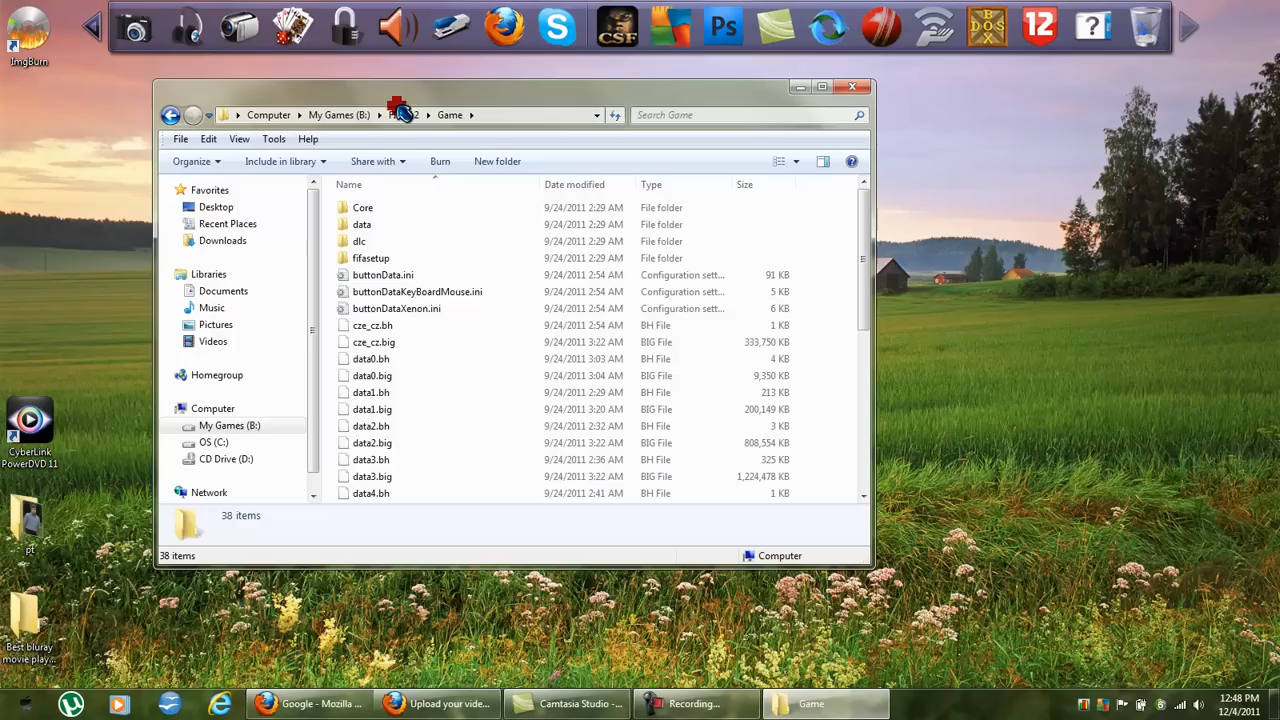 ImgBurn
CSF
Ps
B
DOS
X
12
?
Computer
My Games (B:)
Game
Search Game
File
Edit
View
Tools
Help
Organize
Include in library
Share with
Burn
New folder
Favorites
Desktop
Recent Places
Downloads
Libraries
Documents
Music
Pictures
Videos
Homegroup
Computer
My Games (B:)
OS (C:)
CD Drive (D:)
Network
Name Date modified Type Size
Core 9/24/2011 2:29 AM File folder
data 9/24/2011 2:29 AM File folder
dlc 9/24/2011 2:29 AM File folder
fifasetup 9/24/2011 2:29 AM File folder
buttonData.ini 9/24/2011 2:54 AM Configuration sett... 91 KB
buttonDataKeyBoardMouse.ini 9/24/2011 2:54 AM Configuration sett... 5 KB
buttonDataXenon.ini 9/24/2011 2:54 AM Configuration sett... 6 KB
cze_cz.bh 9/24/2011 2:54 AM BH File 1 KB
cze_cz.big 9/24/2011 3:22 AM BIG File 333,750 KB
data0.bh 9/24/2011 3:03 AM BH File 4 KB
data0.big 9/24/2011 3:04 AM BIG File 9,350 KB
data1.bh 9/24/2011 2:29 AM BH File 213 KB
data1.big 9/24/2011 3:20 AM BIG File 200,149 KB
data2.bh 9/24/2011 2:32 AM BH File 3 KB
data2.big 9/24/2011 3:22 AM BIG File 808,554 KB
data3.bh 9/24/2011 2:36 AM BH File 325 KB
data3.big 9/24/2011 3:22 AM BIG File 1,224,478 KB
data4.bh 9/24/2011 2:41 AM BH File 1 KB
38 items
38 items
Computer
CyberLink
PowerDVD 11
pt
Best bluray
movie play...
Google - Mozilla ...
Upload your vide...
Camtasia Studio -...
Recording...
Game
12:48 PM
12/4/2011